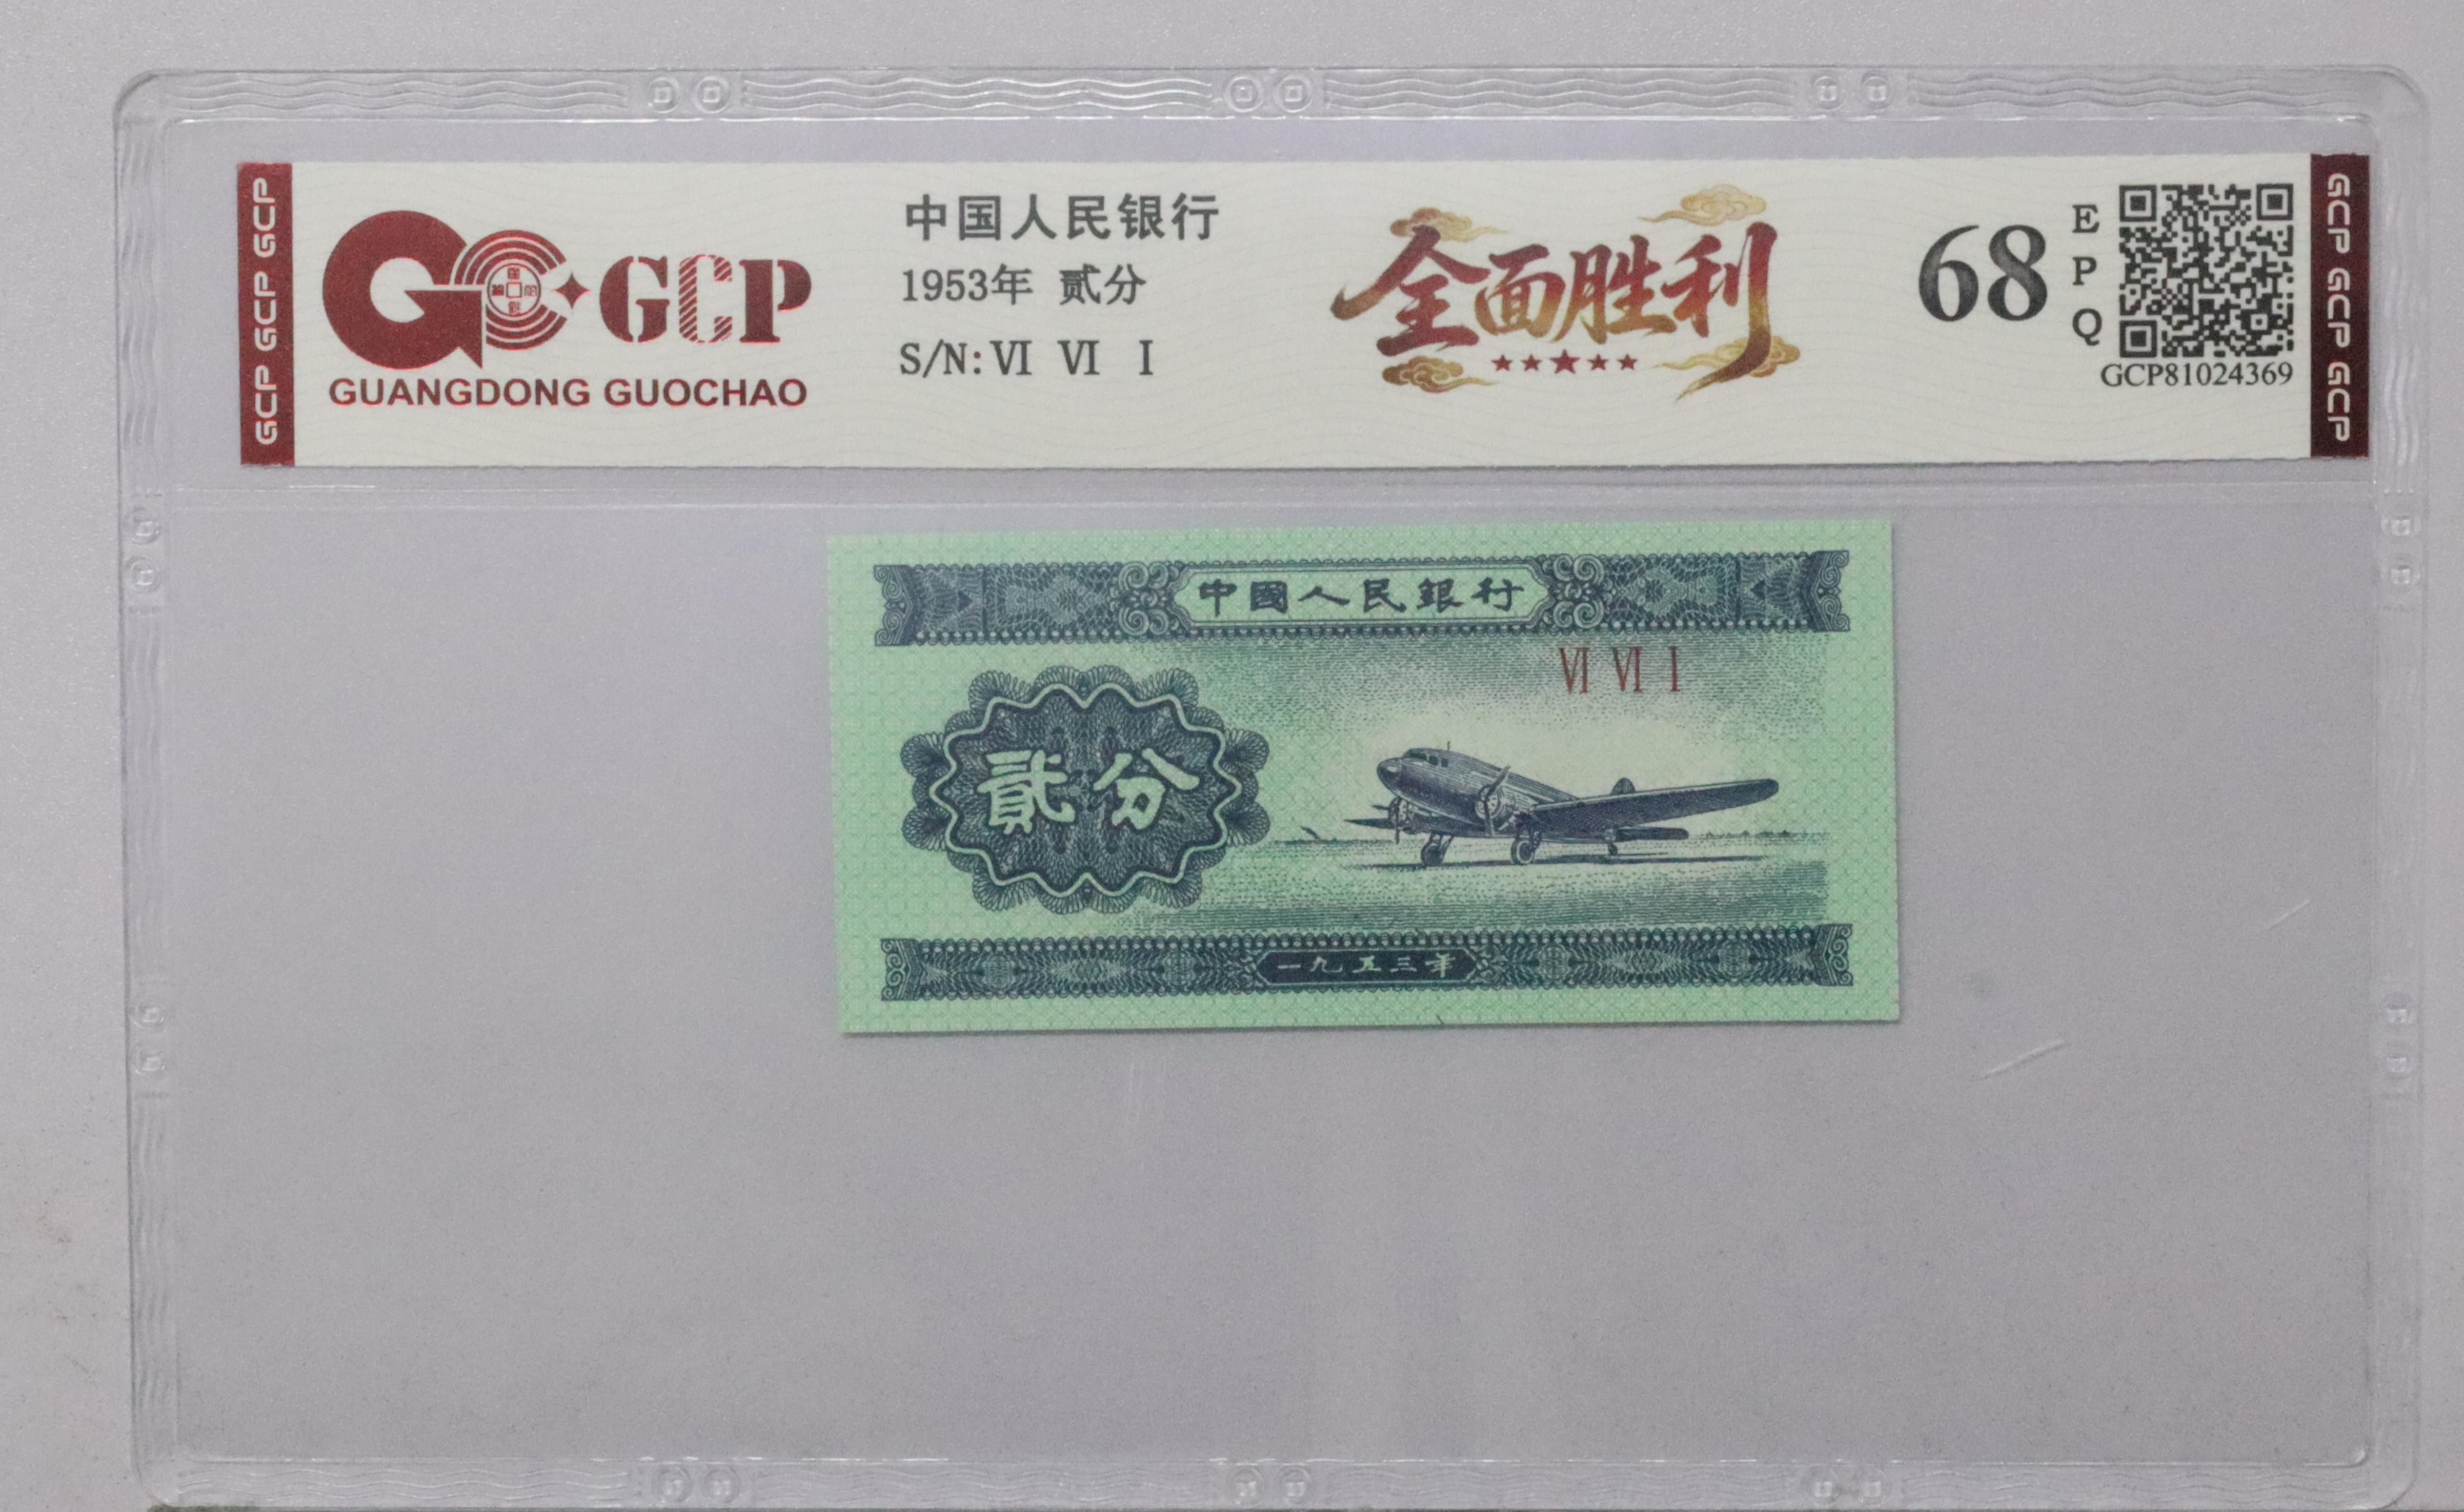 GCP GCP GCP
GCP
GUANGDONG GUOCHAO
中国人民银行
1953年 贰分
S/N: VI VI I
全面胜利
68
EPQ
GCP81024369
GCP GCP GCP
中國人民銀行
VI VI I
貳分
一九五三年